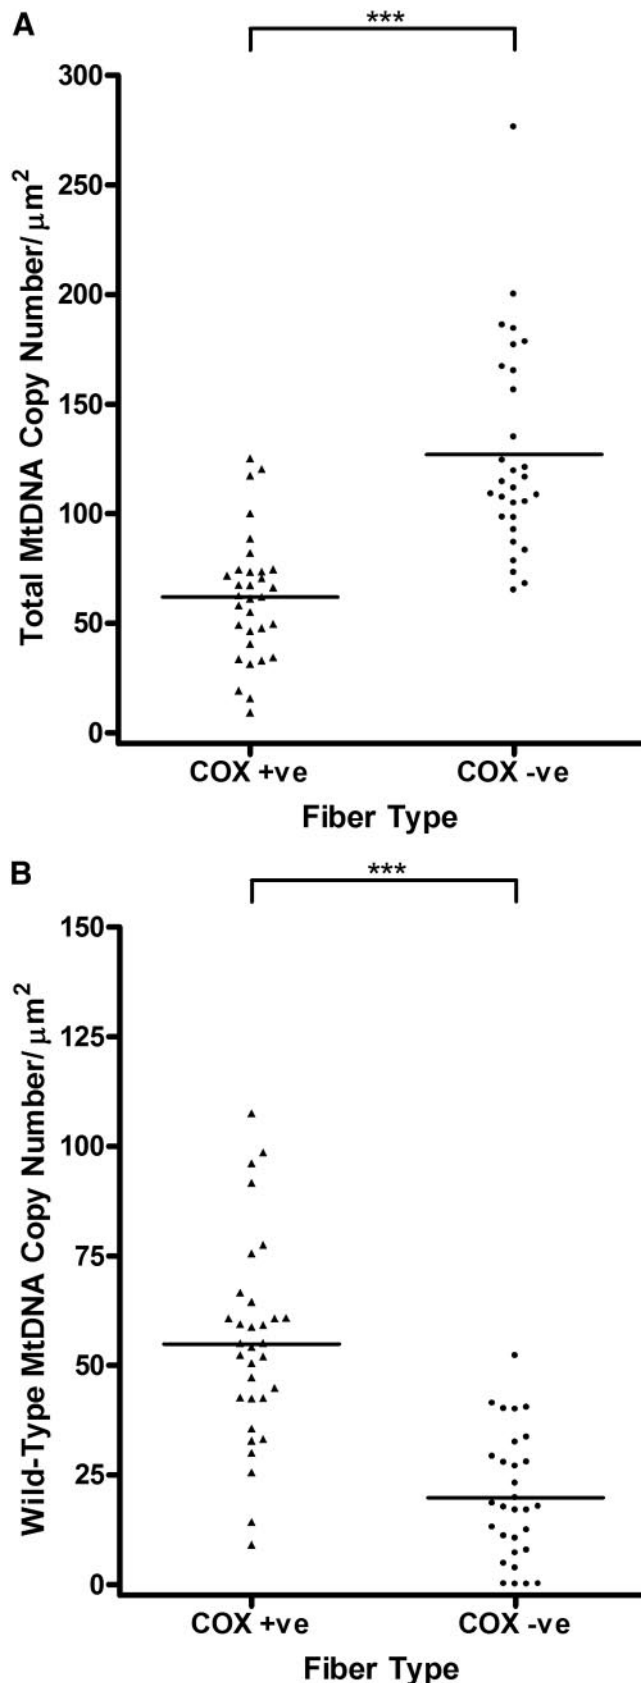 A
***
Total MtDNA Copy Number/μm²
300
250
200
150
100
50
0
COX +ve
COX -ve
Fiber Type
B
***
Wild-Type MtDNA Copy Number/μm²
150
125
100
75
50
25
0
COX +ve
COX -ve
Fiber Type